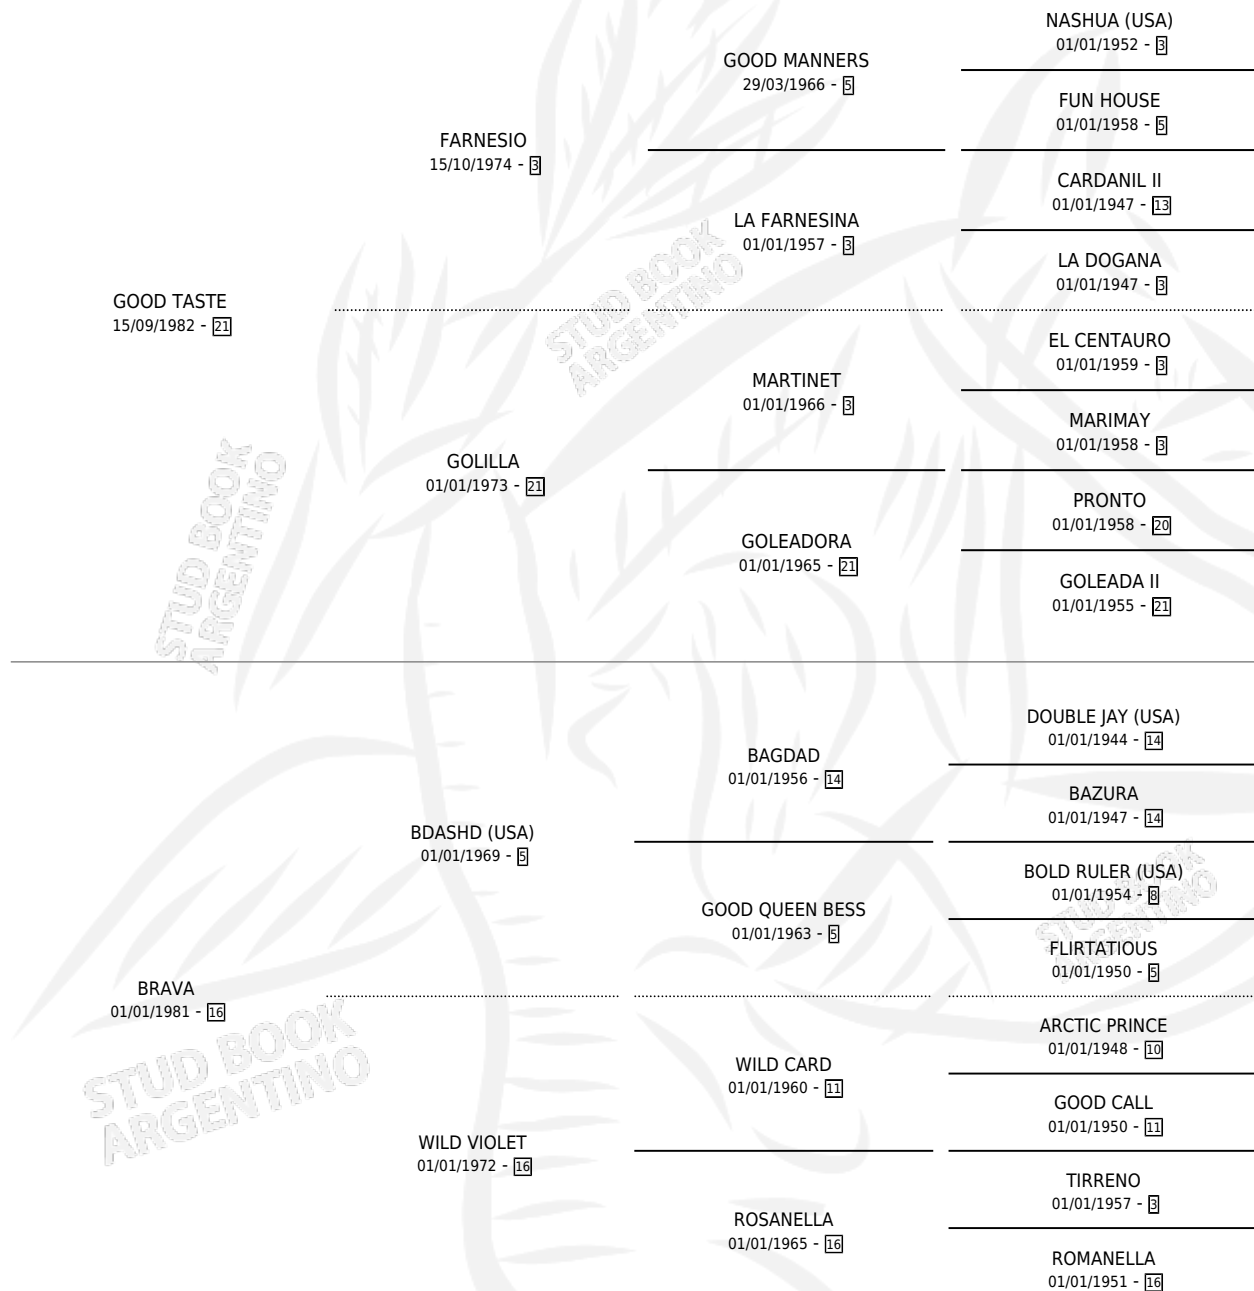 NASHUA (USA)
01/01/1952 - 3
GOOD MANNERS
29/03/1966 - 5
FUN HOUSE
01/01/1958 - 5
FARNESIO
15/10/1974 - 3
CARDANIL II
01/01/1947 - 13
LA FARNESINA
01/01/1957 - 3
LA DOGANA
01/01/1947 - 3
GOOD TASTE
15/09/1982 - 21
EL CENTAURO
01/01/1959 - 3
MARTINET
01/01/1966 - 3
MARIMAY
01/01/1958 - 3
GOLILLA
01/01/1973 - 21
PRONTO
01/01/1958 - 20
GOLEADORA
01/01/1965 - 21
GOLEADA II
01/01/1955 - 21
DOUBLE JAY (USA)
01/01/1944 - 14
BAGDAD
01/01/1956 - 14
BAZURA
01/01/1947 - 14
BDASHD (USA)
01/01/1969 - 5
BOLD RULER (USA)
01/01/1954 - 8
GOOD QUEEN BESS
01/01/1963 - 5
FLIRTATIOUS
01/01/1950 - 5
BRAVA
01/01/1981 - 16
ARCTIC PRINCE
01/01/1948 - 10
WILD CARD
01/01/1960 - 11
GOOD CALL
01/01/1950 - 11
WILD VIOLET
01/01/1972 - 16
TIRRENO
01/01/1957 - 3
ROSANELLA
01/01/1965 - 16
ROMANELLA
01/01/1951 - 16
STUD BOOK
ARGENTINO
STUD BOOK
ARGENTINO
STUD BOOK
ARGENTINO
STUD BOOK
ARGENTINO